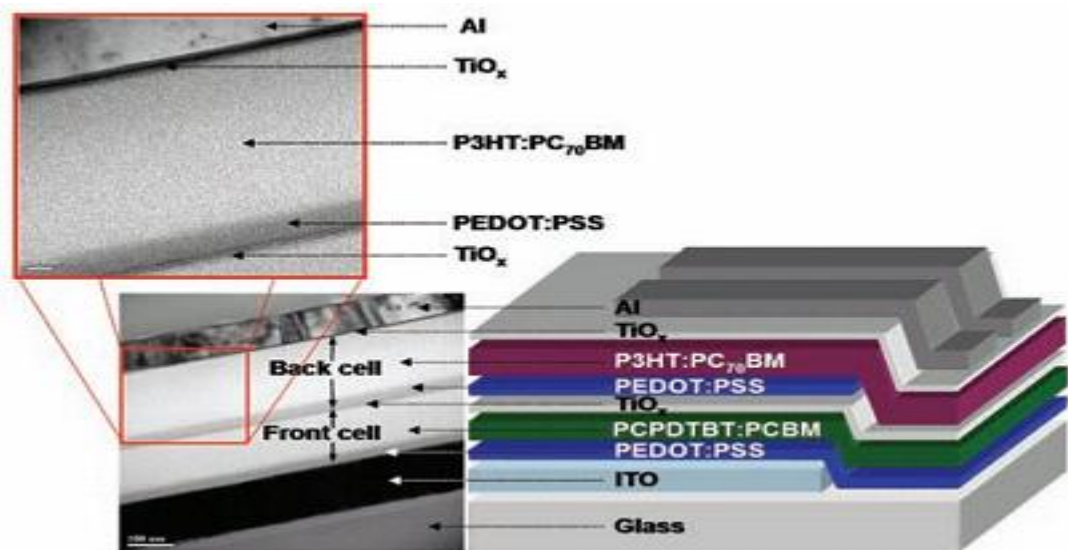 Al
TiOx
P3HT:PC70BM
PEDOT:PSS
TiOx
Al
TiOx
Back cell
P3HT:PC70BM
PEDOT:PSS
TiOx
Front cell
PCPDTBT:PCBM
PEDOT:PSS
ITO
Glass